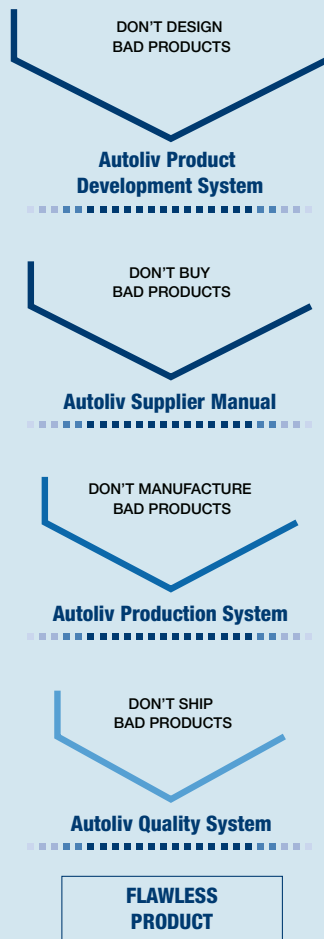 DON'T DESIGN
BAD PRODUCTS
Autoliv Product
Development System
DON'T BUY
BAD PRODUCTS
Autoliv Supplier Manual
DON'T MANUFACTURE
BAD PRODUCTS
Autoliv Production System
DON'T SHIP
BAD PRODUCTS
Autoliv Quality System
FLAWLESS
PRODUCT